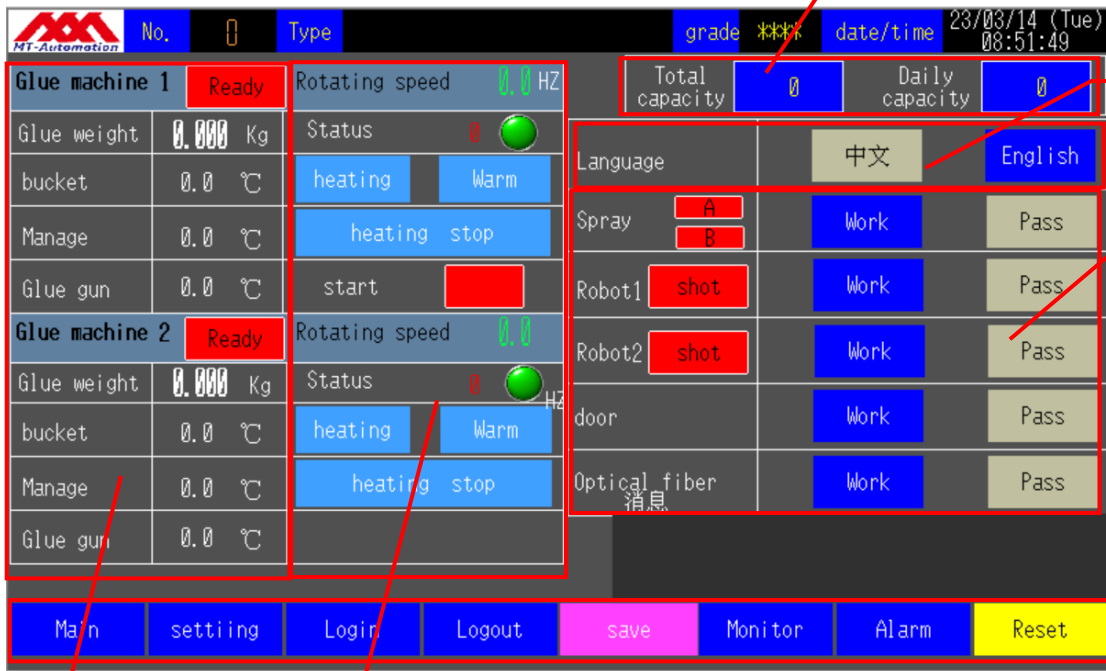 MT-Automation No. 0 Type grade **** date/time 23/03/14 (Tue)
08:51:49
Glue machine 1 Ready
Glue weight 0.000 Kg
bucket 0.0 ℃
Manage 0.0 ℃
Glue gun 0.0 ℃
Glue machine 2 Ready
Glue weight 0.000 Kg
bucket 0.0 ℃
Manage 0.0 ℃
Glue gun 0.0 ℃
Rotating speed 0.0 HZ
Status 0
heating Warm
heating stop
start
Rotating speed 0.0
HZ
Status 0
heating Warm
heating stop
Total
capacity 0
Daily
capacity 0
Language 中文 English
Spray A
B
Work Pass
Robot1 shot Work Pass
Robot2 shot Work Pass
door Work Pass
Optical fiber Work Pass
消息
Main settiing Login Logout save Monitor Alarm Reset